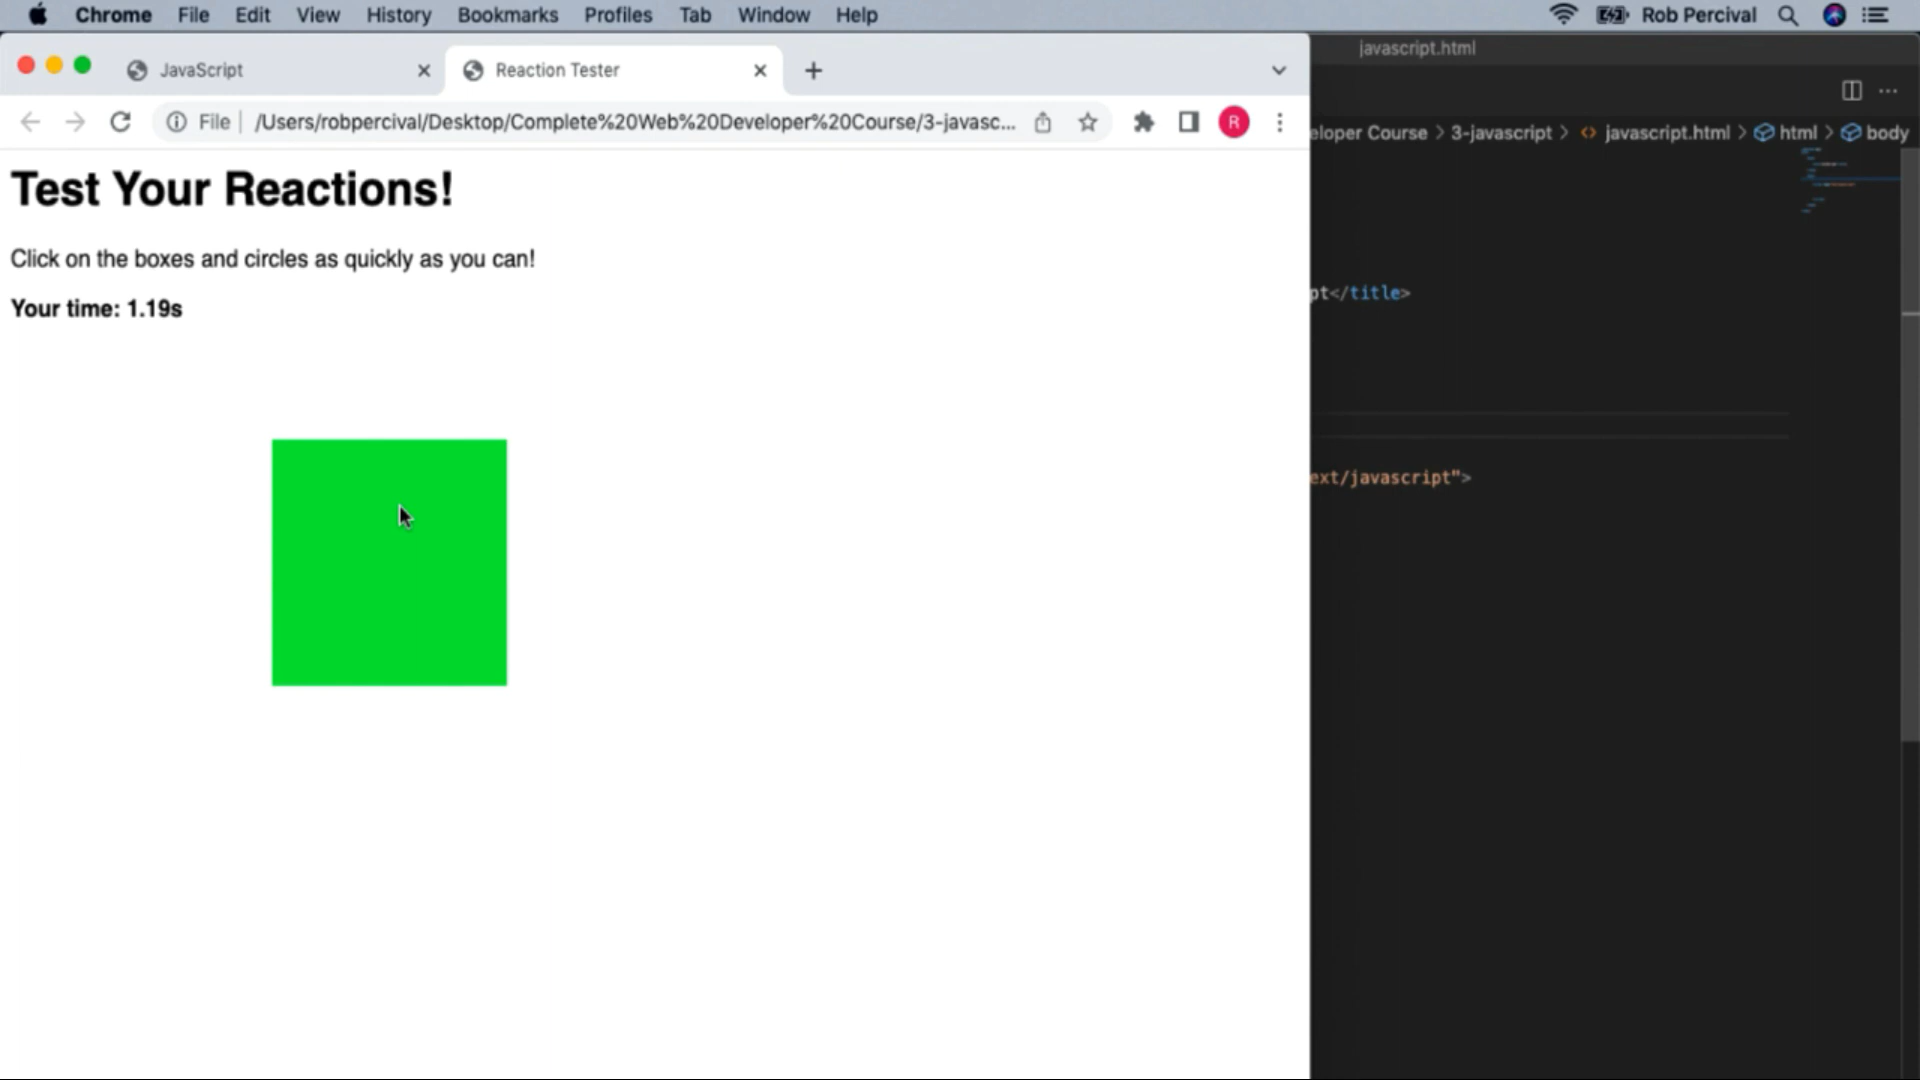 Chrome File Edit View History Bookmarks Profiles Tab Window Help Rob Percival
JavaScript Reaction Tester
javascript.html
File /Users/robpercival/Desktop/Complete%20Web%20Developer%20Course/3-javasc... R
eloper Course > 3-javascript > <> javascript.html > html > body
Test Your Reactions!
Click on the boxes and circles as quickly as you can!
pt</title>
Your time: 1.19s
ext/javascript">